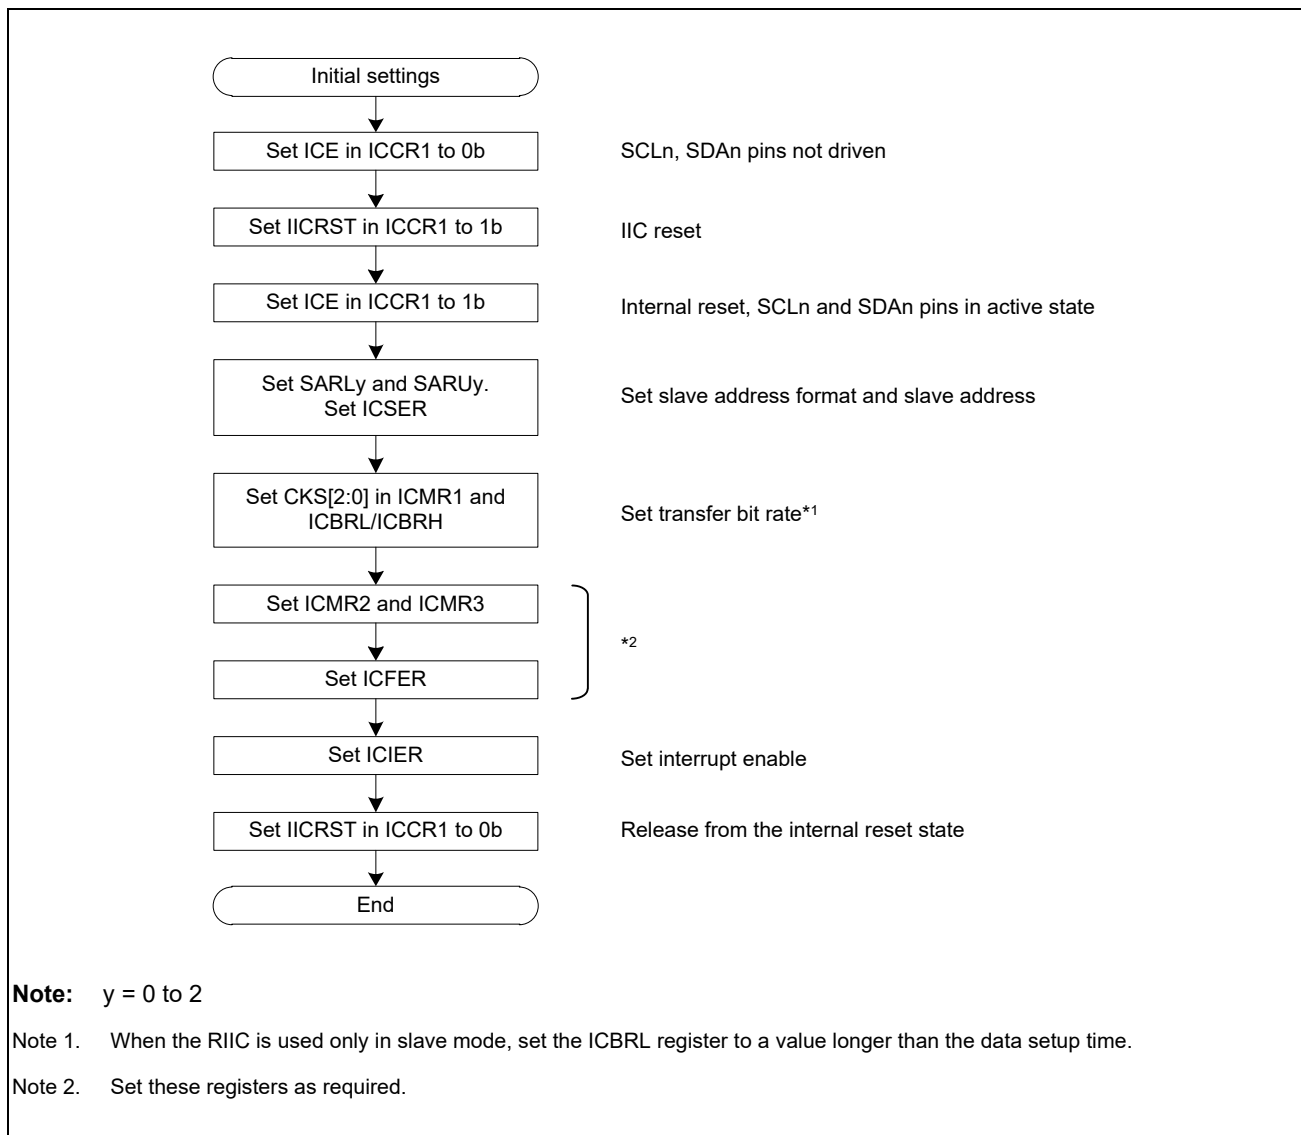 Initial settings
Set ICE in ICCR1 to 0b
SCLn, SDAn pins not driven
Set IICRST in ICCR1 to 1b
IIC reset
Set ICE in ICCR1 to 1b
Internal reset, SCLn and SDAn pins in active state
Set SARLy and SARUy.
Set ICSER
Set slave address format and slave address
Set CKS[2:0] in ICMR1 and
ICBRL/ICBRH
Set transfer bit rate*1
Set ICMR2 and ICMR3
*2
Set ICFER
Set ICIER
Set interrupt enable
Set IICRST in ICCR1 to 0b
Release from the internal reset state
End
Note: y = 0 to 2
Note 1. When the RIIC is used only in slave mode, set the ICBRL register to a value longer than the data setup time.
Note 2. Set these registers as required.